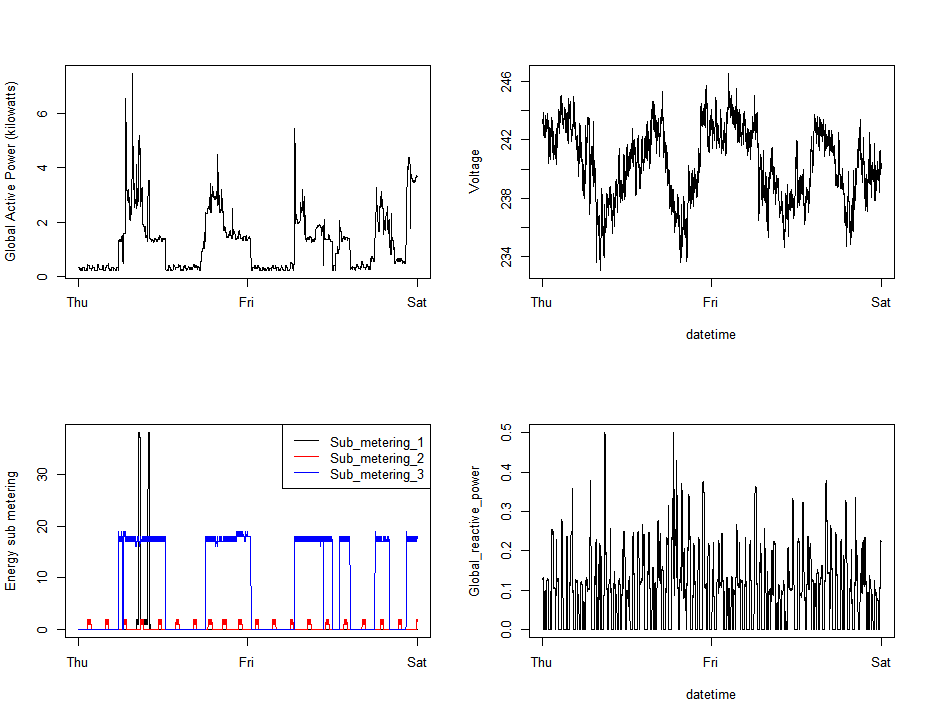 Global Active Power (kilowatts)
6
4
2
0
Thu
Fri
Sat
Voltage
246
242
238
234
Thu
Fri
Sat
datetime
Energy sub metering
30
20
10
0
Sub_metering_1
Sub_metering_2
Sub_metering_3
Thu
Fri
Sat
Global_reactive_power
0.5
0.4
0.3
0.2
0.1
0.0
Thu
Fri
Sat
datetime